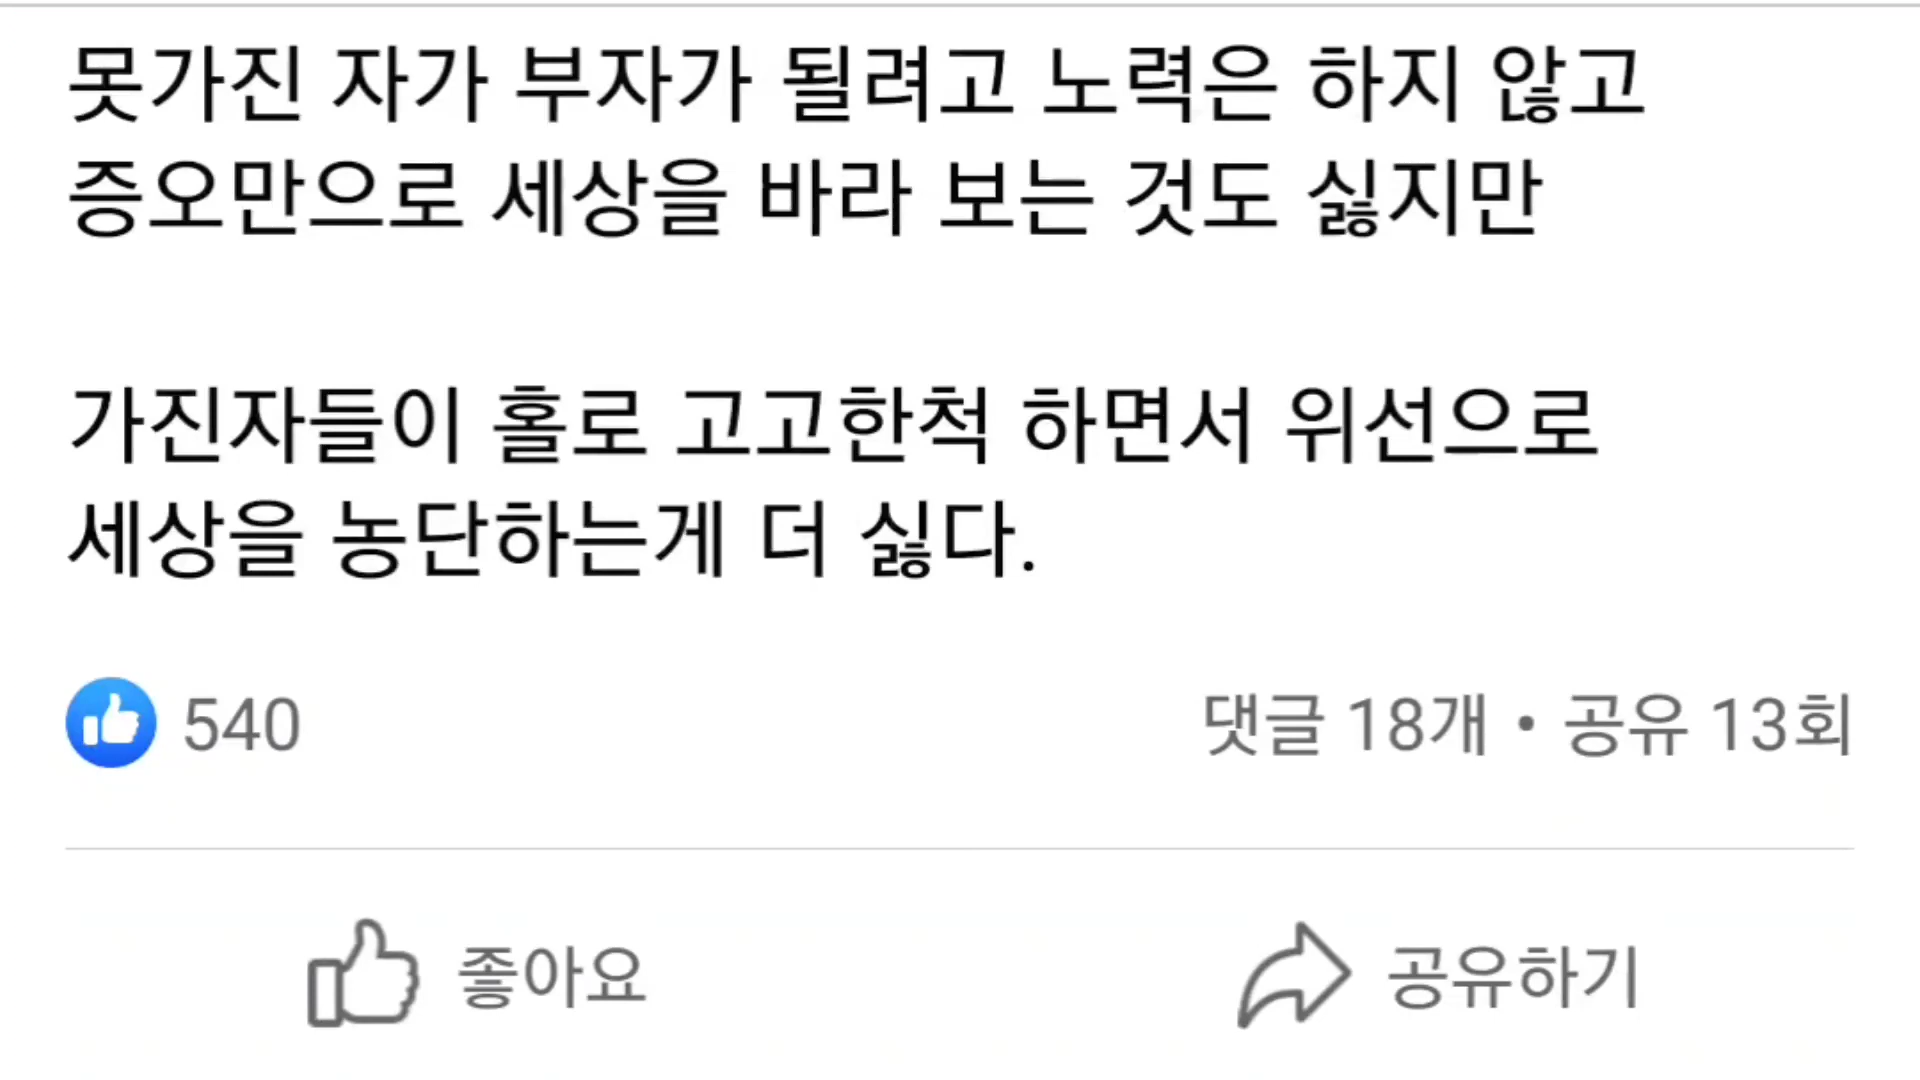 못가진 자가 부자가 될려고 노력은 하지 않고
증오만으로 세상을 바라 보는 것도 싫지만
가진자들이 홀로 고고한척 하면서 위선으로
세상을 농단하는게 더 싫다.
540 댓글 18개 • 공유 13회
좋아요 공유하기